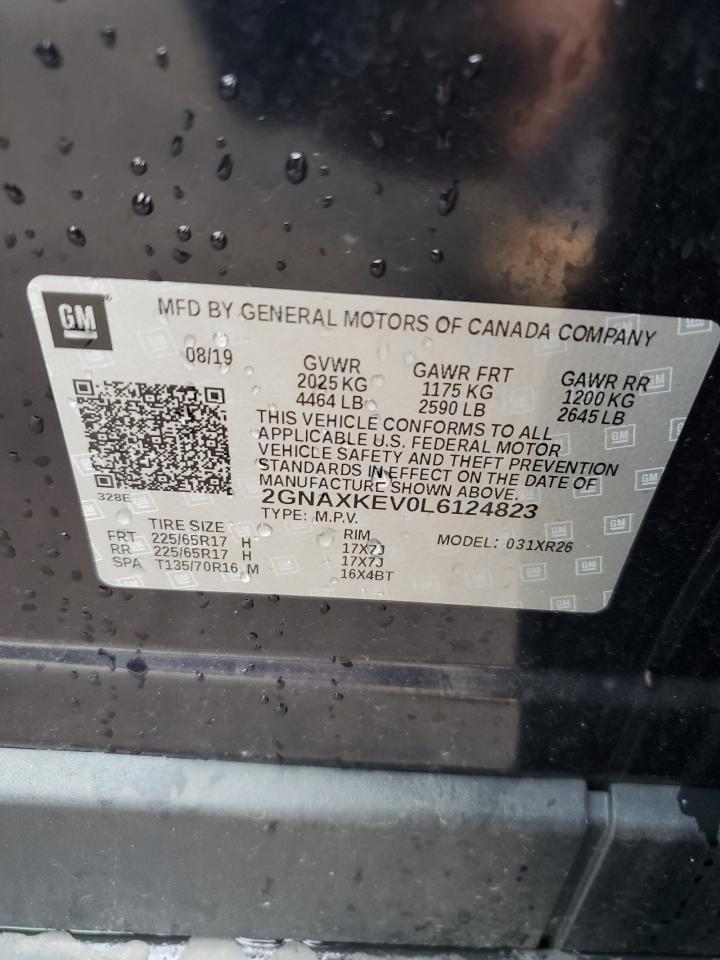 GM
MFD BY GENERAL MOTORS OF CANADA COMPANY
08/19 GVWR GAWR FRT GAWR RR
2025 KG 1175 KG 1200 KG
4464 LB 2590 LB 2645 LB
THIS VEHICLE CONFORMS TO ALL
APPLICABLE U.S. FEDERAL MOTOR
VEHICLE SAFETY AND THEFT PREVENTION
STANDARDS IN EFFECT ON THE DATE OF
MANUFACTURE SHOWN ABOVE.
328E
2GNAXKEV0L6124823
TYPE: M.P.V.
TIRE SIZE RIM MODEL: 031XR26
FRT 225/65R17 H 17X7J
RR 225/65R17 H 17X7J
SPA T135/70R16 M 16X4BT